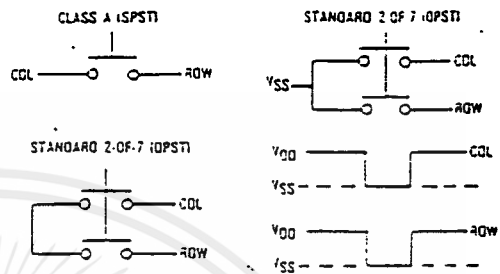 CLASS A (SPST)
COL
ROW
STANDARD 2-OF-7 (DPST)
COL
ROW
STANDARD 2 OF 7 (DPST)
VSS
COL
ROW
VDD
COL
VSS
VDD
ROW
VSS